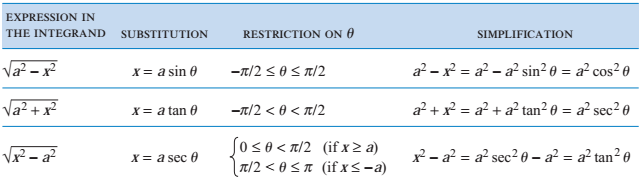 EXPRESSION IN
THE INTEGRAND SUBSTITUTION RESTRICTION ON θ SIMPLIFICATION
√a² – x² x = a sin θ –π/2 ≤ θ ≤ π/2 a² – x² = a² – a² sin² θ = a² cos² θ
√a² + x² x = a tan θ –π/2 < θ < π/2 a² + x² = a² + a² tan² θ = a² sec² θ
√x² – a² x = a sec θ { 0 ≤ θ < π/2 (if x ≥ a) x² – a² = a² sec² θ – a² = a² tan² θ
π/2 < θ ≤ π (if x ≤ –a)